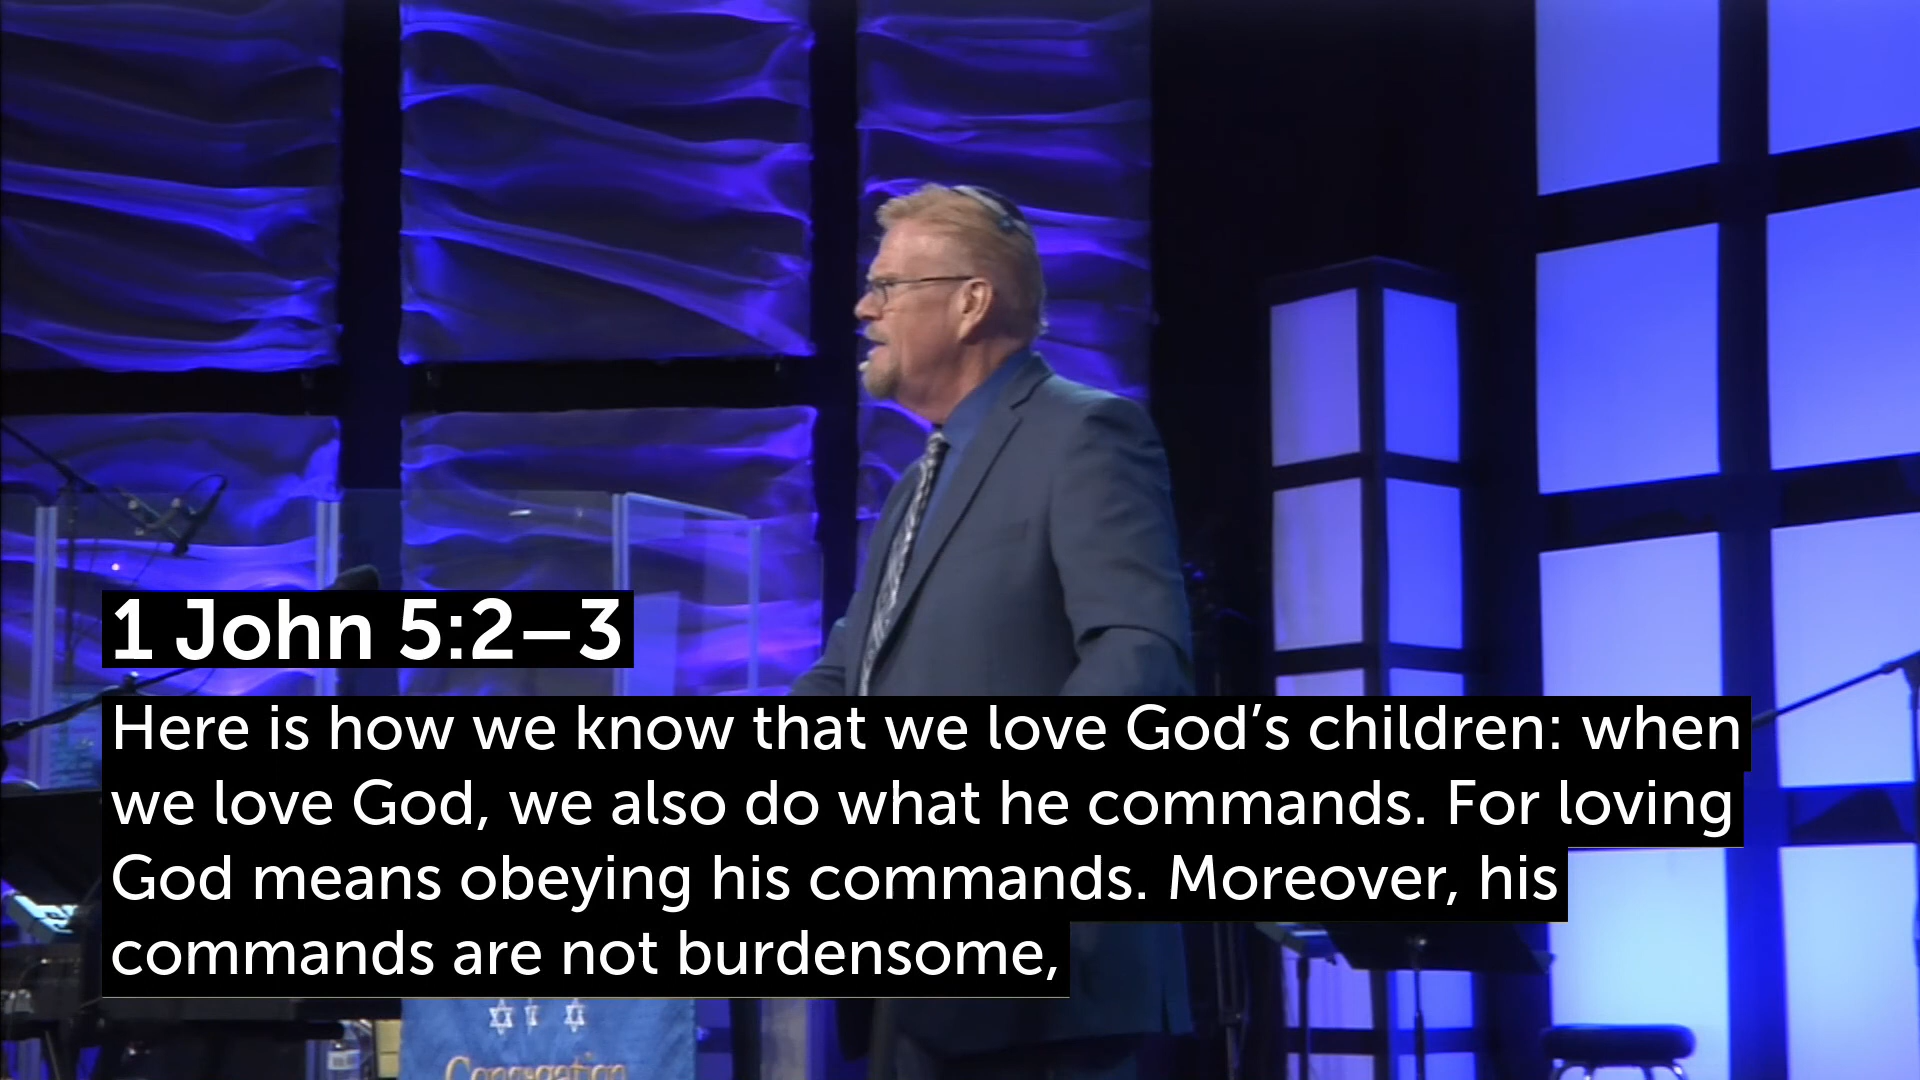 1 John 5:2–3
Here is how we know that we love God’s children: when
we love God, we also do what he commands. For loving
God means obeying his commands. Moreover, his
commands are not burdensome,
Congregation